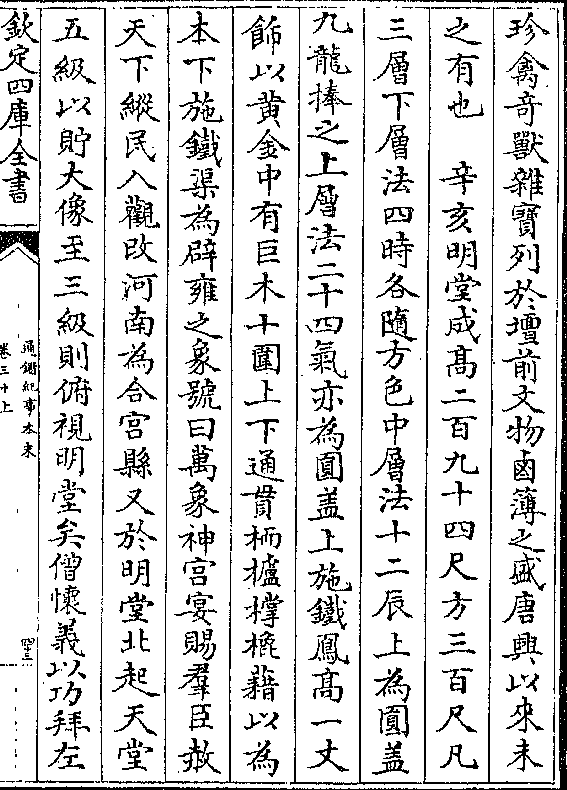 珍禽奇獸雜寶列於壇前文物鹵簿之盛唐興以來未
之有也　辛亥明堂成髙二百九十四尺方三百尺凡
三層下層法四時各隨方色中層法十二辰上為圓盖
九龍捧之上層法二十四氣亦為圓盖上施鐵鳳髙一丈
飾以黄金中有巨木十圍上下通貫栭櫨撐㮰藉以為
本下施鐵渠為辟雍之象號曰萬象神宫宴賜羣臣赦
天下縱民入觀改河南為合宫縣又於明堂北起天堂
五級以貯大像至三級則俯視明堂矣僧懷義以功拜左
欽定四庫全書
通鑑紀事本末
卷三十上
四十三